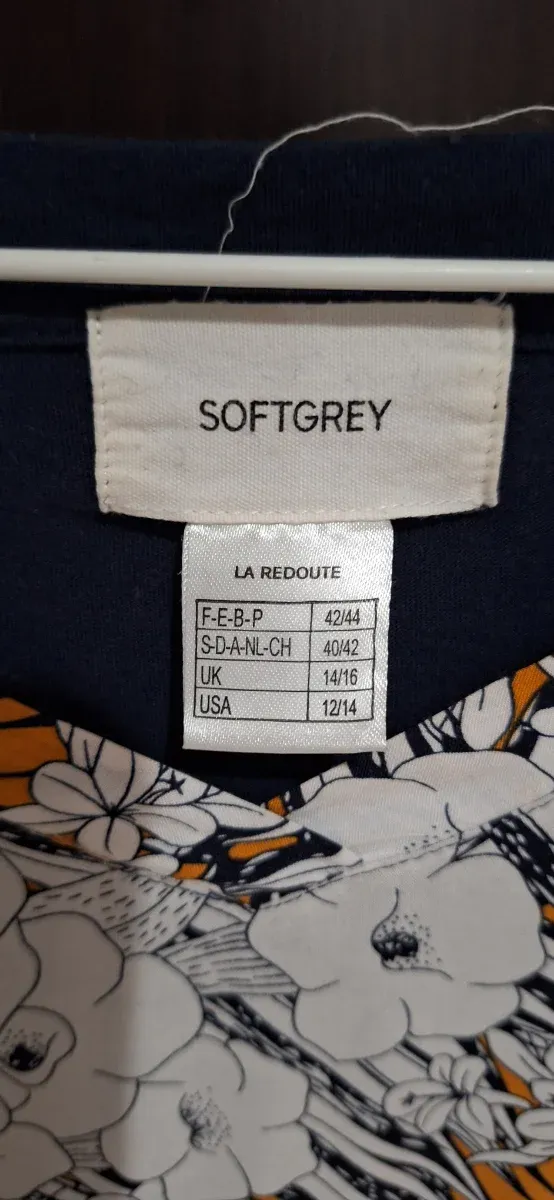 SOFTGREY
LA REDOUTE
F-E-B-P 42/44
S-D-A-NL-CH 40/42
UK 14/16
USA 12/14